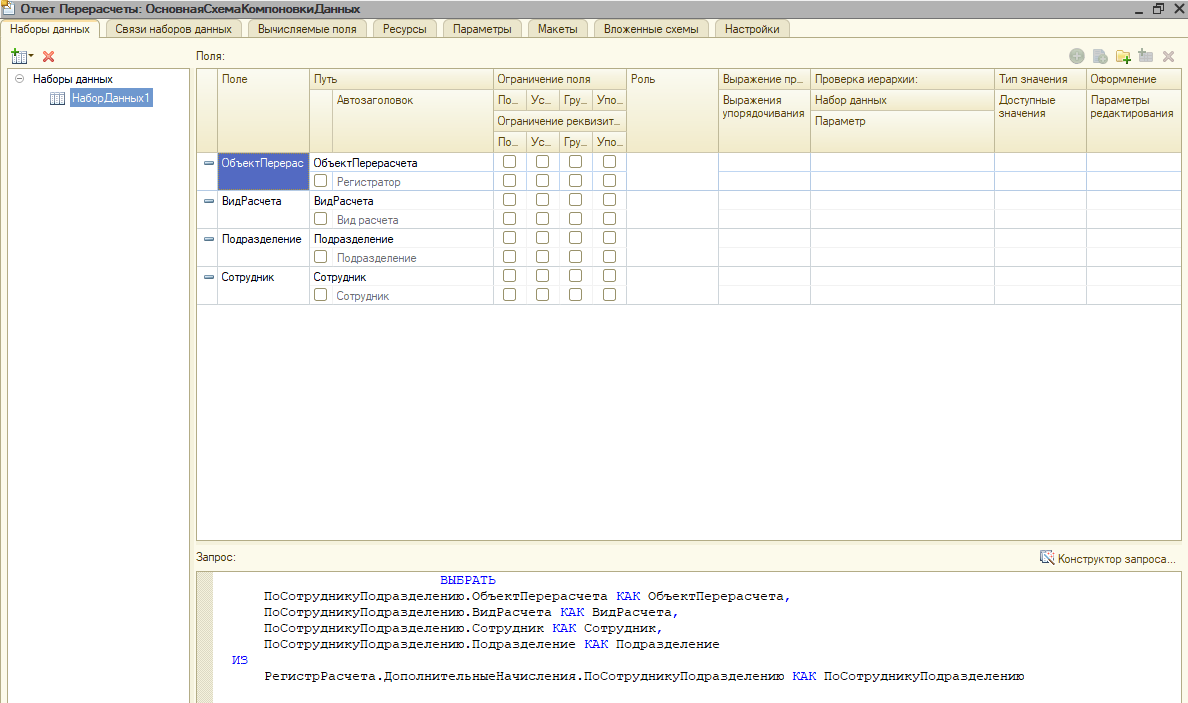 Отчет Перерасчеты: ОсновнаяСхемаКомпоновкиДанных
Наборы данных Связи наборов данных Вычисляемые поля Ресурсы Параметры Макеты Вложенные схемы Настройки
Поля:
Наборы данных
НаборДанных1
Поле Путь Ограничение поля Роль Выражение пр... Проверка иерархии: Тип значения Оформление
Автозаголовок По... Ус... Гру... Упо... Выражения упорядочивания Набор данных Доступные значения Параметры редактирования
Ограничение реквизит... Параметр
По... Ус... Гру... Упо...
ОбъектПерерас ОбъектПерерасчета
Регистратор
ВидРасчета ВидРасчета
Вид расчета
Подразделение Подразделение
Подразделение
Сотрудник Сотрудник
Сотрудник
Запрос: Конструктор запроса...
ВЫБРАТЬ
ПоСотрудникуПодразделению.ОбъектПерерасчета КАК ОбъектПерерасчета,
ПоСотрудникуПодразделению.ВидРасчета КАК ВидРасчета,
ПоСотрудникуПодразделению.Сотрудник КАК Сотрудник,
ПоСотрудникуПодразделению.Подразделение КАК Подразделение
ИЗ
РегистрРасчета.ДополнительныеНачисления.ПоСотрудникуПодразделению КАК ПоСотрудникуПодразделению